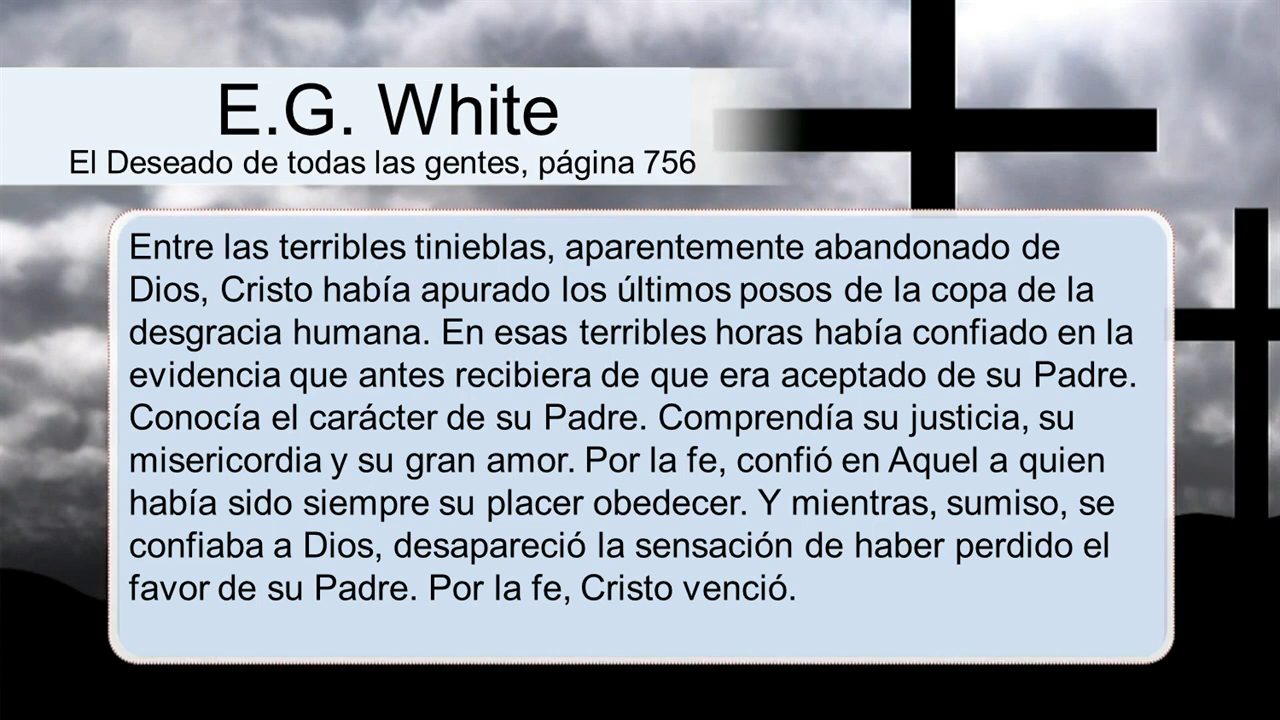 E.G. White
El Deseado de todas las gentes, página 756
Entre las terribles tinieblas, aparentemente abandonado de
Dios, Cristo había apurado los últimos posos de la copa de la
desgracia humana. En esas terribles horas había confiado en la
evidencia que antes recibiera de que era aceptado de su Padre.
Conocía el carácter de su Padre. Comprendía su justicia, su
misericordia y su gran amor. Por la fe, confió en Aquel a quien
había sido siempre su placer obedecer. Y mientras, sumiso, se
confiaba a Dios, desapareció la sensación de haber perdido el
favor de su Padre. Por la fe, Cristo venció.